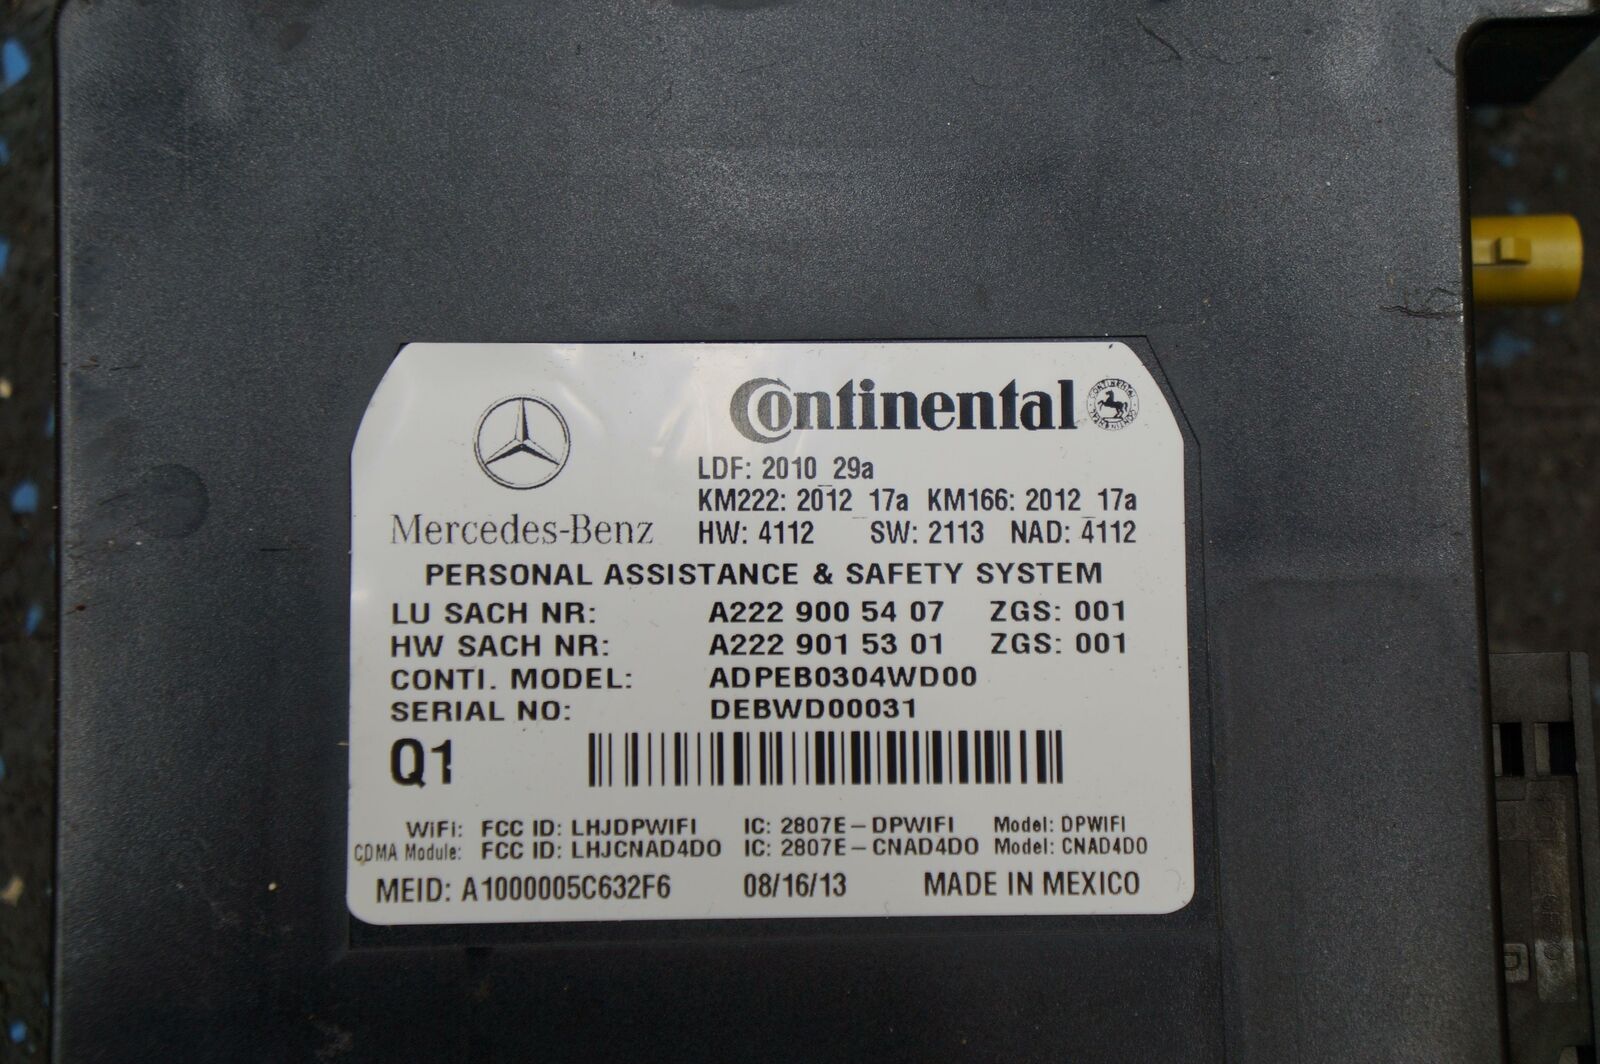 Continental
CONTINENTAL · CONTINENTAL
LDF: 2010_29a
KM222: 2012_17a KM166: 2012_17a
Mercedes-Benz
HW: 4112 SW: 2113 NAD: 4112
PERSONAL ASSISTANCE & SAFETY SYSTEM
LU SACH NR: A222 900 54 07 ZGS: 001
HW SACH NR: A222 901 53 01 ZGS: 001
CONTI. MODEL: ADPEB0304WD00
SERIAL NO: DEBWD00031
Q1
WiFi: FCC ID: LHJDPWIFI IC: 2807E-DPWIFI Model: DPWIFI
CDMA Module: FCC ID: LHJCNAD4DO IC: 2807E-CNAD4DO Model: CNAD4DO
MEID: A1000005C632F6 08/16/13 MADE IN MEXICO